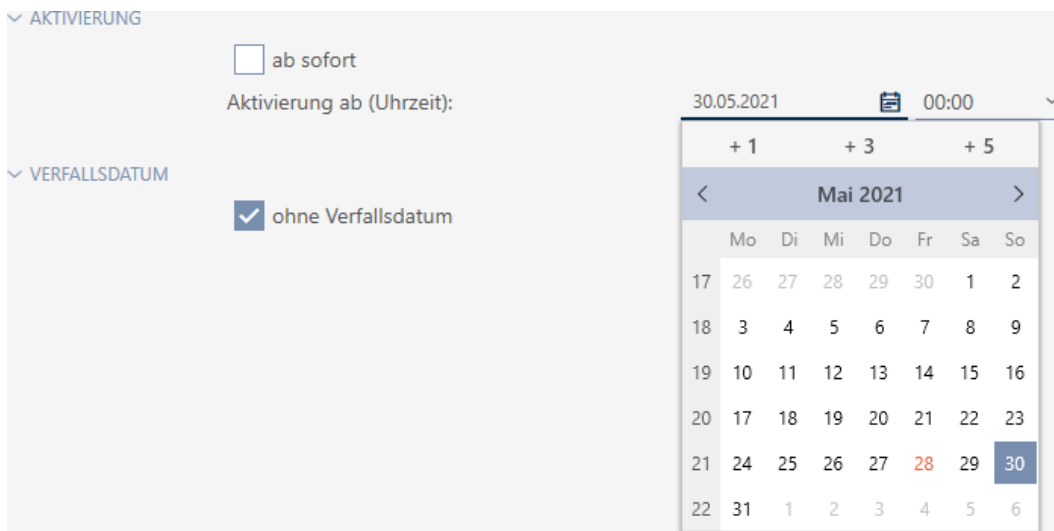 AKTIVIERUNG
ab sofort
Aktivierung ab (Uhrzeit): 30.05.2021 00:00
+ 1 + 3 + 5
VERFALLSDATUM
Mai 2021
ohne Verfallsdatum
Mo Di Mi Do Fr Sa So
17 26 27 28 29 30 1 2
18 3 4 5 6 7 8 9
19 10 11 12 13 14 15 16
20 17 18 19 20 21 22 23
21 24 25 26 27 28 29 30
22 31 1 2 3 4 5 6